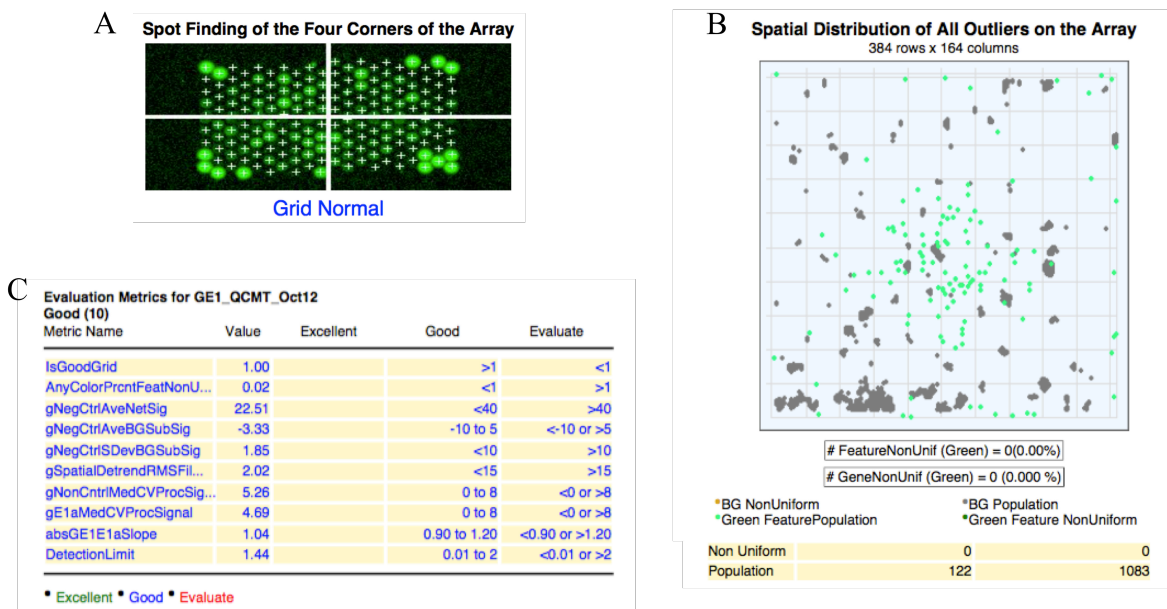 A
Spot Finding of the Four Corners of the Array
Grid Normal
B
Spatial Distribution of All Outliers on the Array
384 rows x 164 columns
# FeatureNonUnif (Green) = 0(0.00%)
# GeneNonUnif (Green) = 0 (0.000 %)
BG NonUniform BG Population
Green FeaturePopulation Green Feature NonUniform
Non Uniform 0 0
Population 122 1083
C
Evaluation Metrics for GE1_QCMT_Oct12
Good (10)
Metric Name Value Excellent Good Evaluate
IsGoodGrid 1.00 >1 <1
AnyColorPrcntFeatNonU... 0.02 <1 >1
gNegCtrlAveNetSig 22.51 <40 >40
gNegCtrlAveBGSubSig -3.33 -10 to 5 <-10 or >5
gNegCtrlSDevBGSubSig 1.85 <10 >10
gSpatialDetrendRMSFil... 2.02 <15 >15
gNonCntrlMedCVProcSig... 5.26 0 to 8 <0 or >8
gE1aMedCVProcSignal 4.69 0 to 8 <0 or >8
absGE1E1aSlope 1.04 0.90 to 1.20 <0.90 or >1.20
DetectionLimit 1.44 0.01 to 2 <0.01 or >2
Excellent Good Evaluate